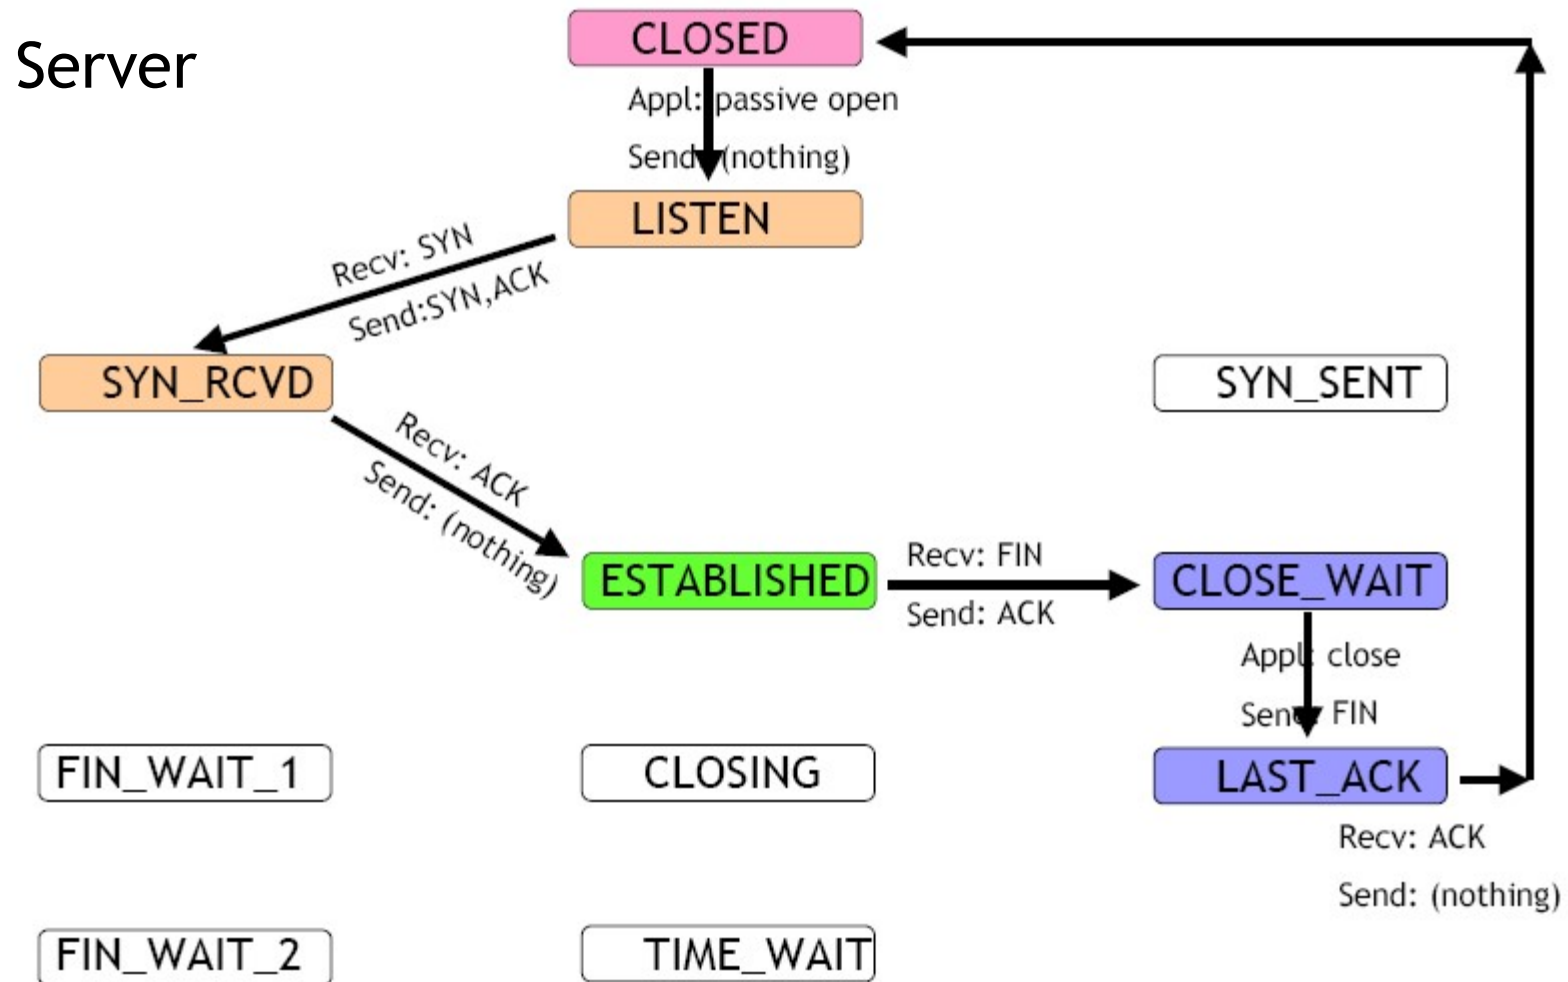 Server
CLOSED
Appl: passive open
Send: (nothing)
LISTEN
Recv: SYN
Send:SYN,ACK
SYN_RCVD
SYN_SENT
Recv: ACK
Send: (nothing)
ESTABLISHED
Recv: FIN
Send: ACK
CLOSE_WAIT
Appl: close
Send: FIN
FIN_WAIT_1
CLOSING
LAST_ACK
Recv: ACK
Send: (nothing)
FIN_WAIT_2
TIME_WAIT